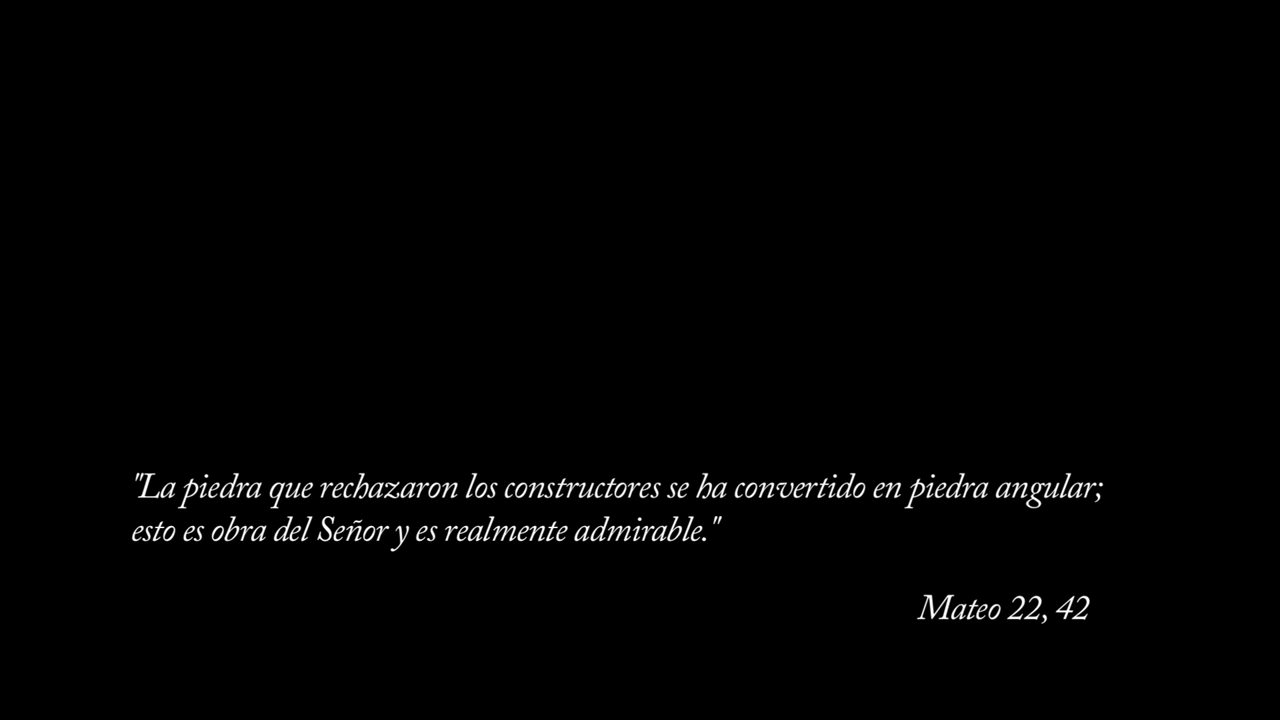 "La piedra que rechazaron los constructores se ha convertido en piedra angular;
esto es obra del Señor y es realmente admirable."
Mateo 22, 42